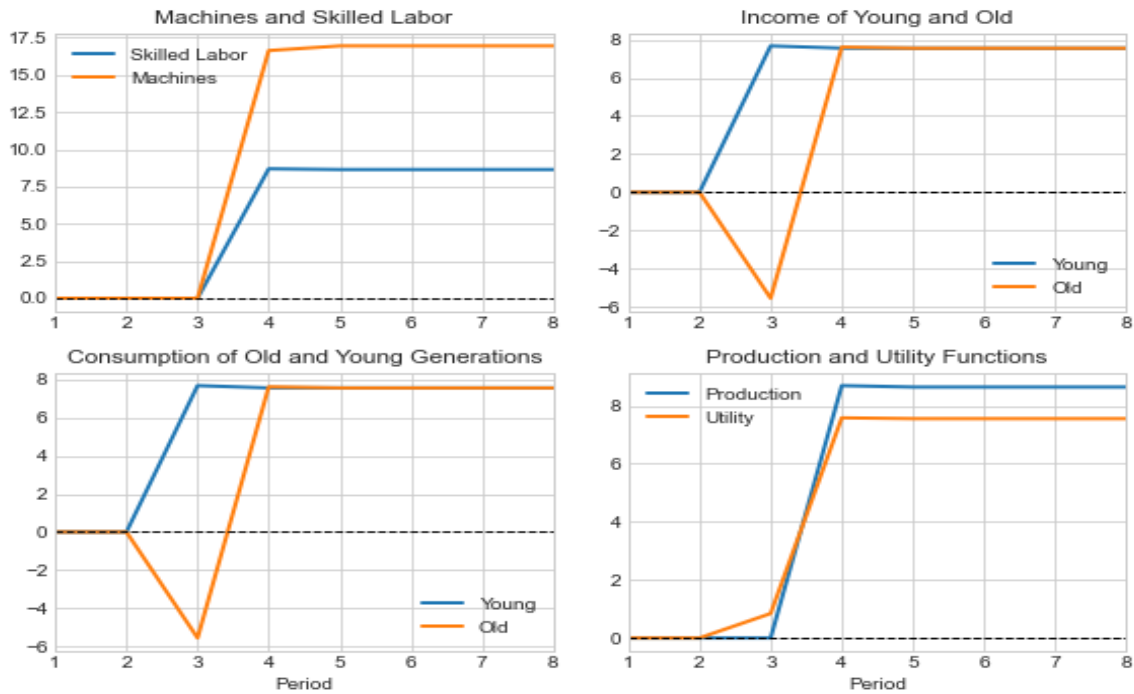 Machines and Skilled Labor
17.5
15.0
12.5
10.0
7.5
5.0
2.5
0.0
Skilled Labor
Machines
1 2 3 4 5 6 7 8
Income of Young and Old
8
6
4
2
0
−2
−4
−6
Young
Old
1 2 3 4 5 6 7 8
Consumption of Old and Young Generations
8
6
4
2
0
−2
−4
−6
Young
Old
1 2 3 4 5 6 7 8
Period
Production and Utility Functions
8
6
4
2
0
Production
Utility
1 2 3 4 5 6 7 8
Period